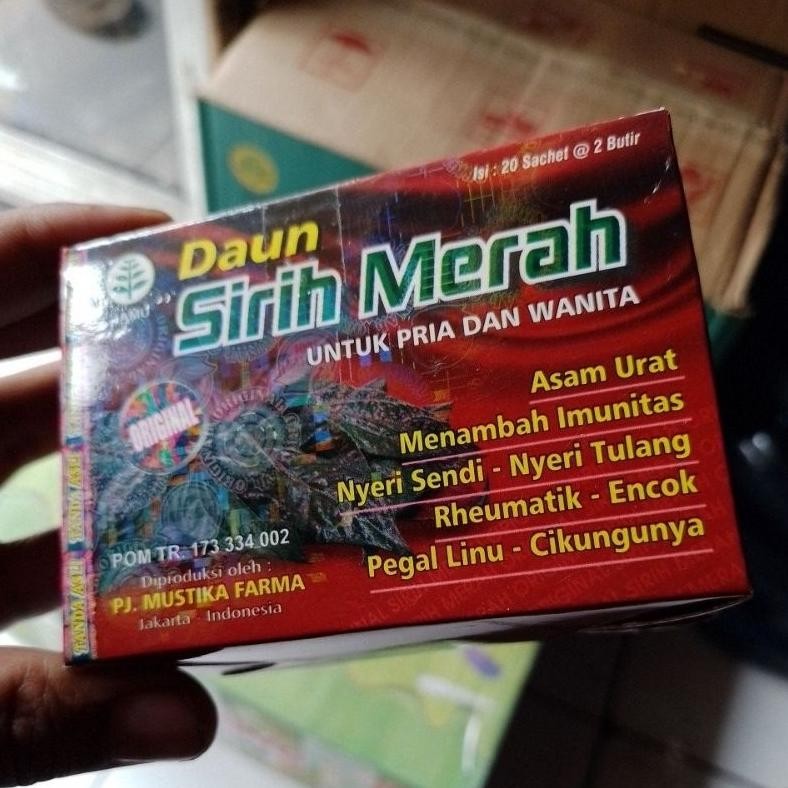 Isi : 20 Sachet @ 2 Butir
Daun
Sirih Merah
UNTUK PRIA DAN WANITA
ORIGINAL
Asam Urat
Menambah Imunitas
Nyeri Sendi - Nyeri Tulang
Rheumatik - Encok
Pegal Linu - Cikungunya
POM TR. 173 334 002
Diproduksi oleh :
PJ. MUSTIKA FARMA
Jakarta - Indonesia